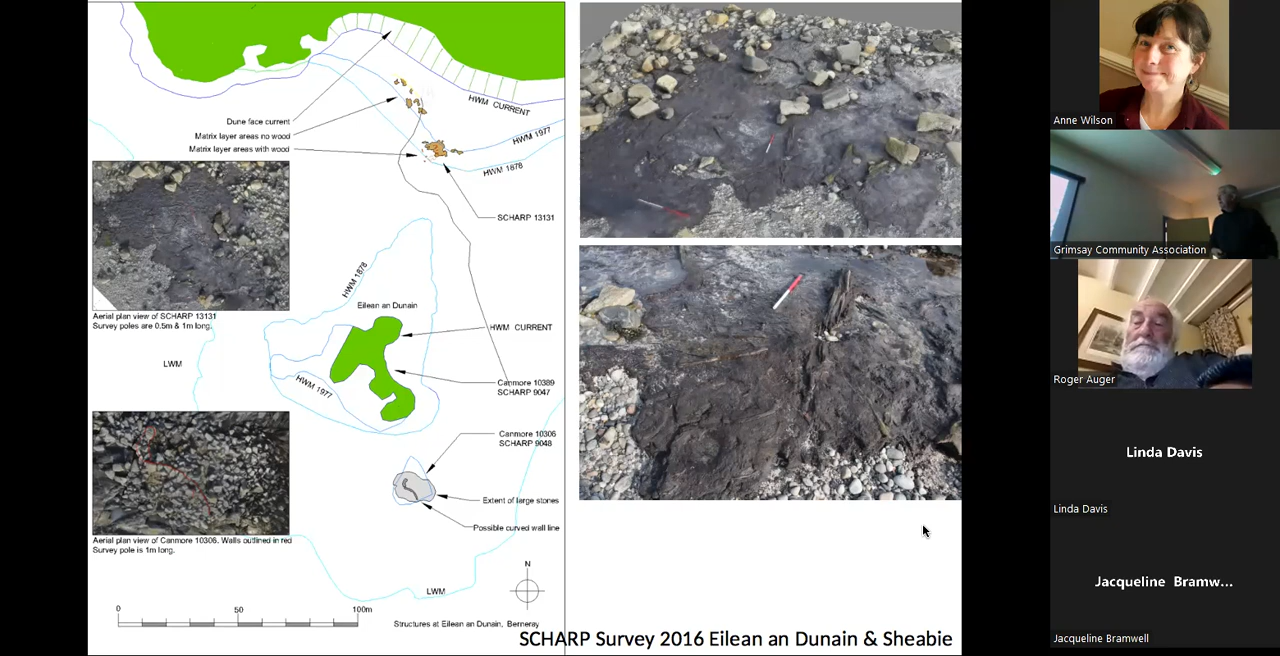 HWM CURRENT
Dune face current
Matrix layer areas no wood
HWM 1977
Matrix layer areas with wood
HWM 1878
SCHARP 13131
HWM 1878
Eilean an Dunain
Aerial plan view of SCHARP 13131
Survey poles are 0.5m & 1m long.
HWM CURRENT
LWM
HWM 1977
Canmore 10389
SCHARP 9047
Canmore 10306
SCHARP 9048
Extent of large stones
Possible curved wall line
Aerial plan view of Canmore 10306. Walls outlined in red
Survey pole is 1m long.
N
LWM
0 50 100m
Structures at Eilean an Dunain, Berneray
SCHARP Survey 2016 Eilean an Dunain & Sheabie
Anne Wilson
Grimsay Community Association
Roger Auger
Linda Davis
Linda Davis
Jacqueline Bramw...
Jacqueline Bramwell